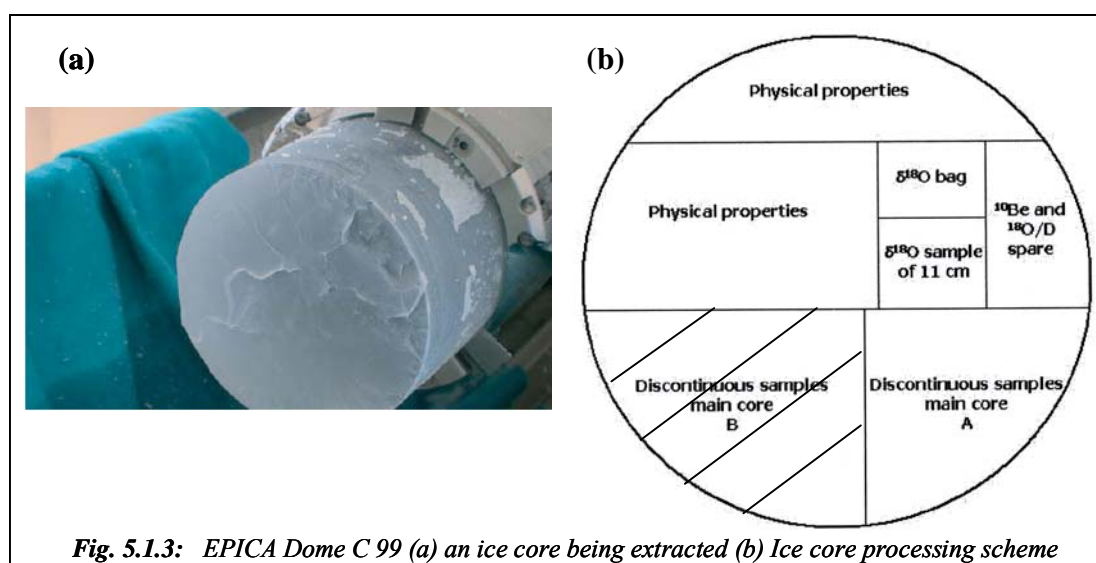 (a)
(b)
Physical properties
Physical properties
δ¹⁸O bag
δ¹⁸O sample
of 11 cm
¹⁰Be and
¹⁸O/D
spare
Discontinuous samples
main core
B
Discontinuous samples
main core
A
Fig. 5.1.3: EPICA Dome C 99 (a) an ice core being extracted (b) Ice core processing scheme